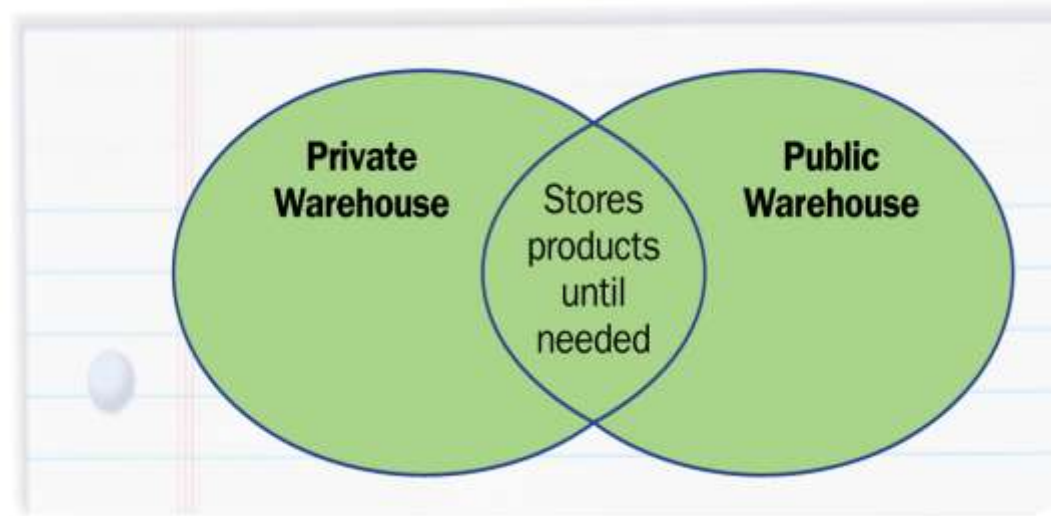 Private
Warehouse
Stores
products
until
needed
Public
Warehouse